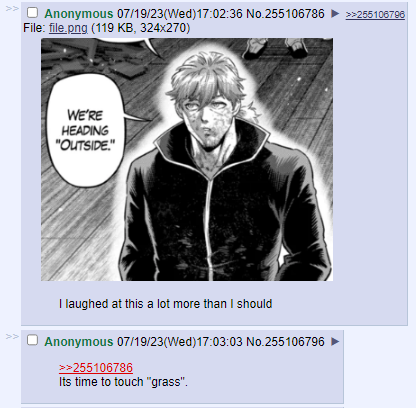 >> Anonymous 07/19/23(Wed)17:02:36 No.255106786 ▶ >>255106796
File: file.png (119 KB, 324x270)
WE'RE
HEADING
"OUTSIDE."
I laughed at this a lot more than I should
>> Anonymous 07/19/23(Wed)17:03:03 No.255106796 ▶
>>255106786
Its time to touch "grass".